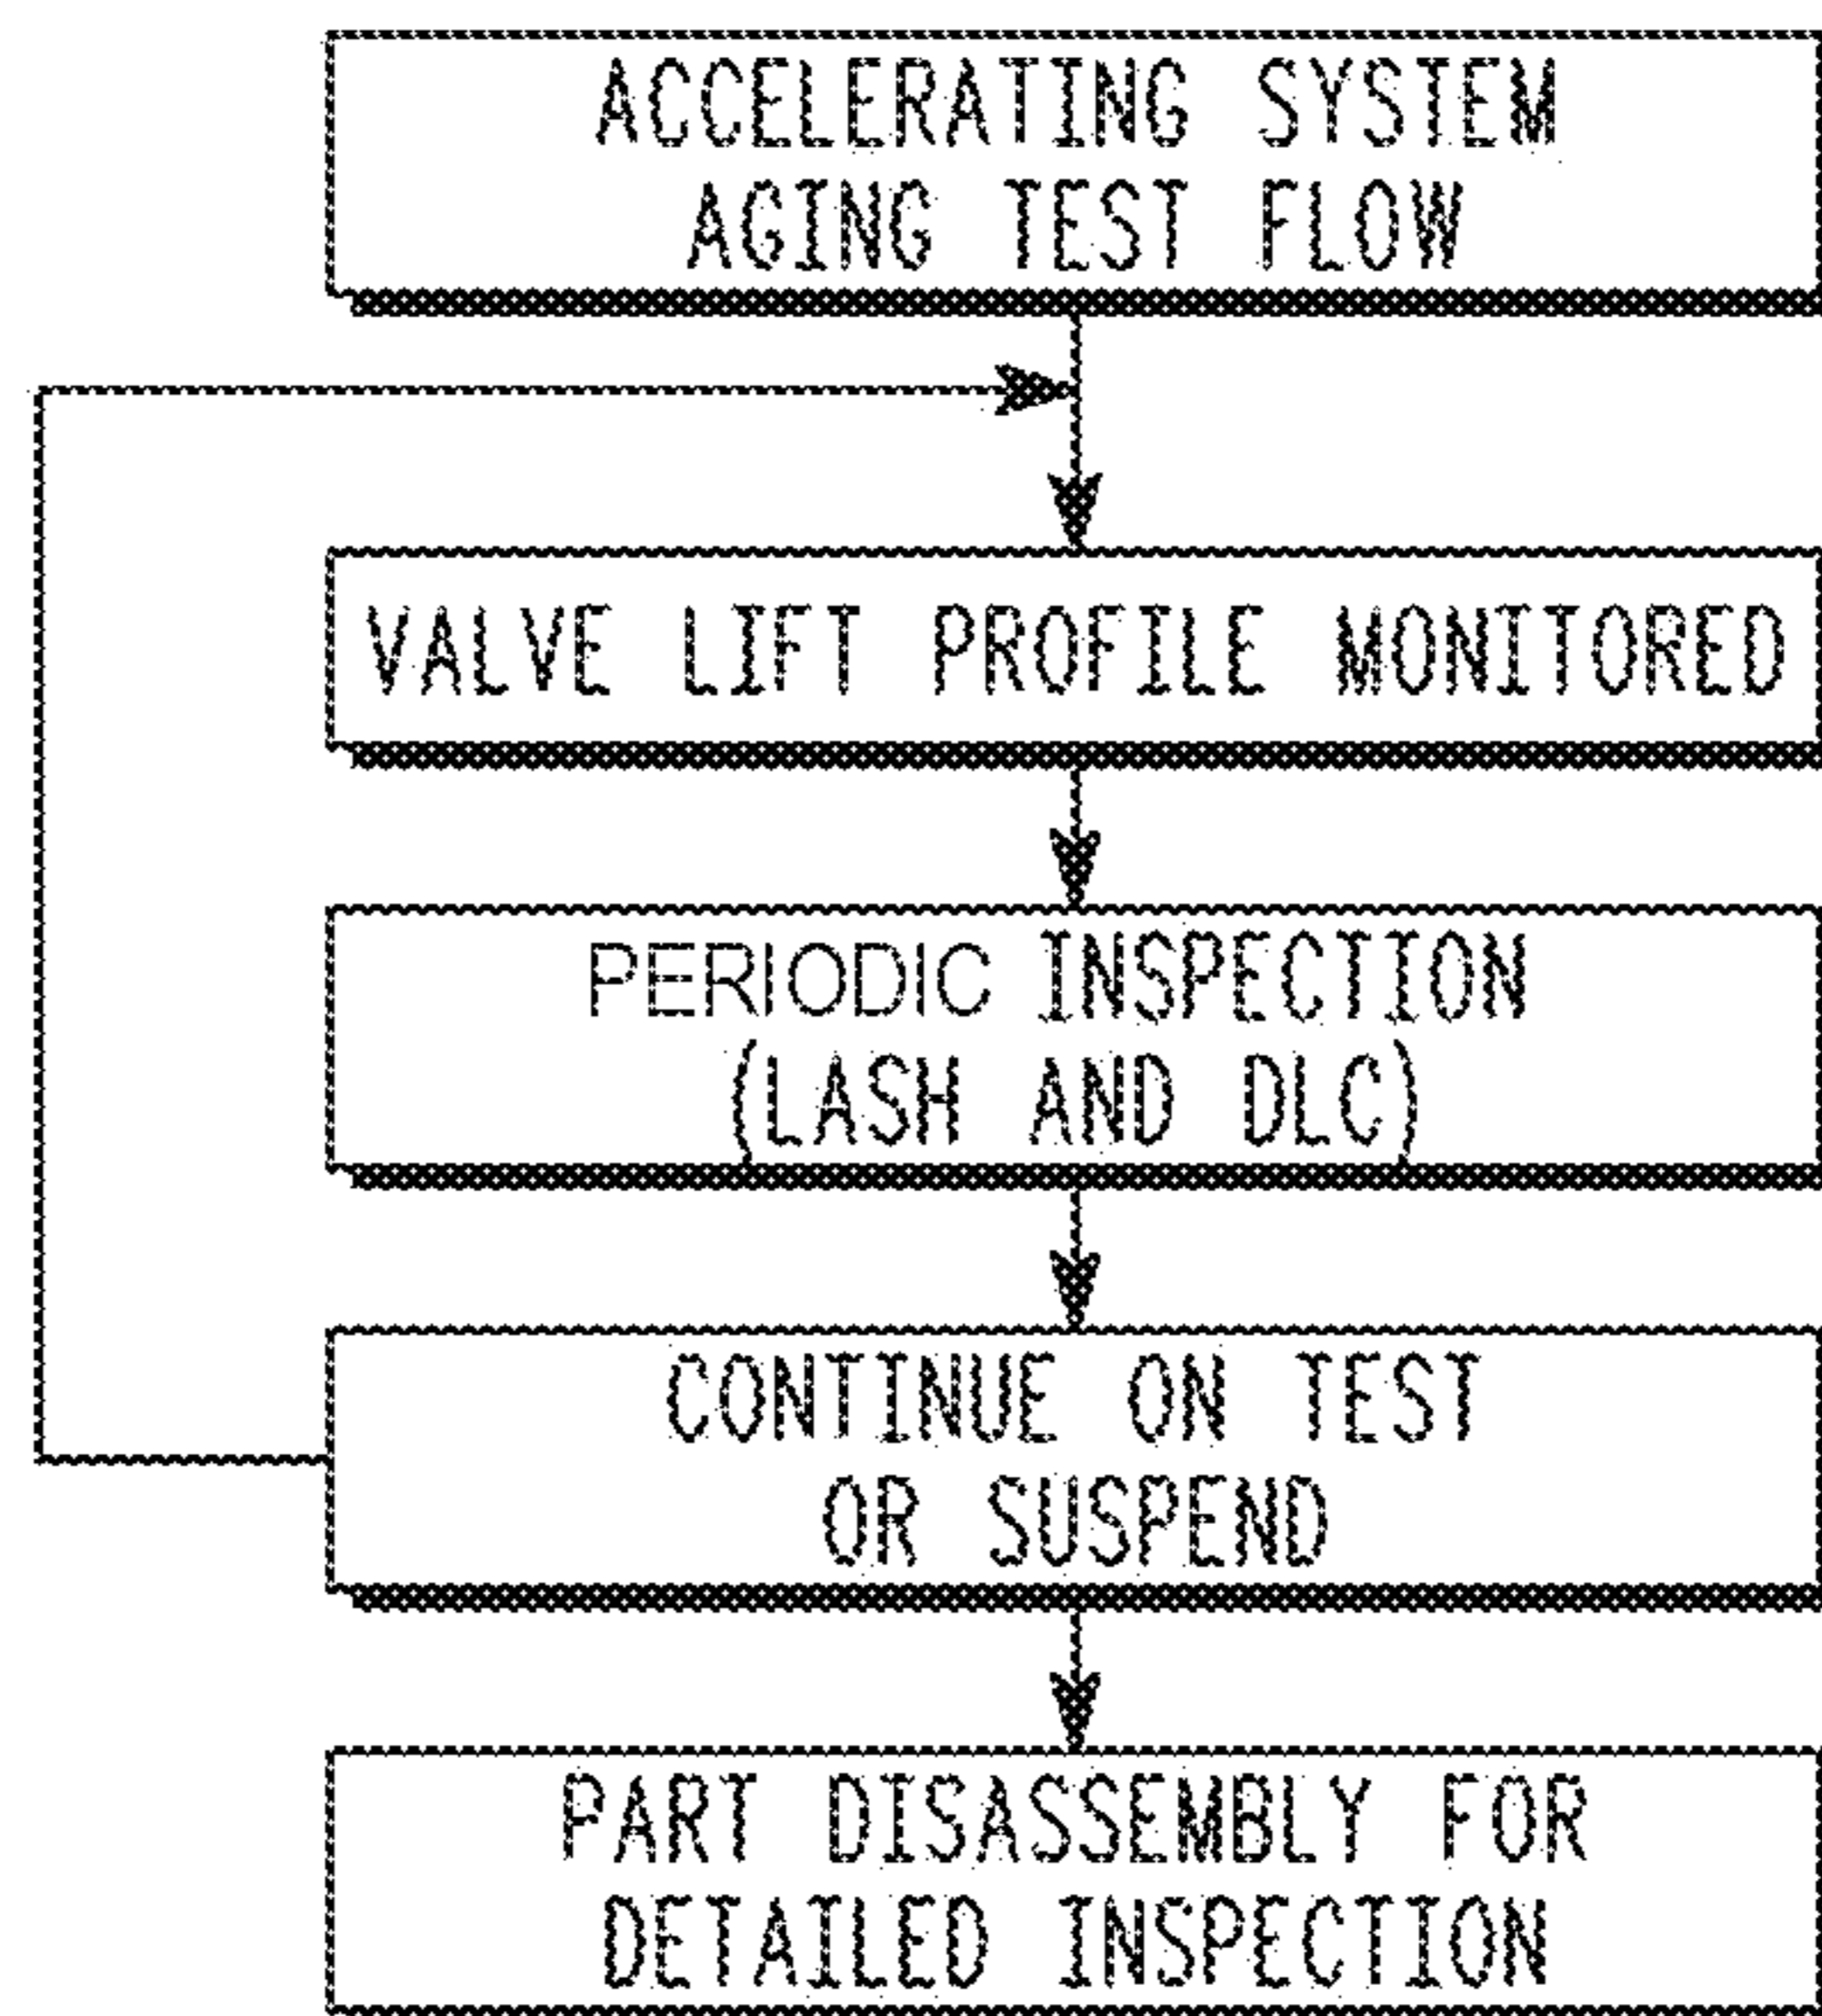 ACCELERATING SYSTEM
AGING TEST FLOW
VALVE LIFT PROFILE MONITORED
PERIODIC INSPECTION
(LASH AND DLC)
CONTINUE ON TEST
OR SUSPEND
PART DISASSEMBLY FOR
DETAILED INSPECTION